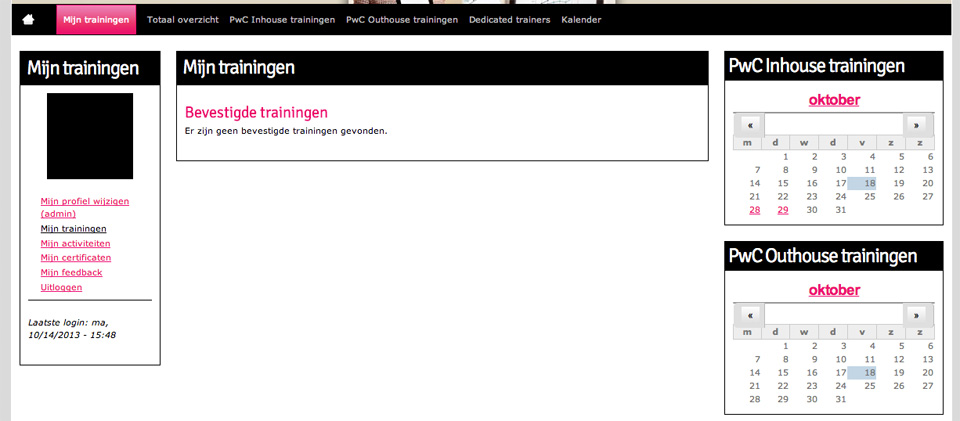 Mijn trainingen Totaal overzicht PwC Inhouse trainingen PwC Outhouse trainingen Dedicated trainers Kalender
Mijn trainingen
Mijn profiel wijzigen
(admin)
Mijn trainingen
Mijn activiteiten
Mijn certificaten
Mijn feedback
Uitloggen
Laatste login: ma,
10/14/2013 - 15:48
Mijn trainingen
Bevestigde trainingen
Er zijn geen bevestigde trainingen gevonden.
PwC Inhouse trainingen
oktober
« »
m d w d v z z
1 2 3 4 5 6
7 8 9 10 11 12 13
14 15 16 17 18 19 20
21 22 23 24 25 26 27
28 29 30 31
PwC Outhouse trainingen
oktober
« »
m d w d v z z
1 2 3 4 5 6
7 8 9 10 11 12 13
14 15 16 17 18 19 20
21 22 23 24 25 26 27
28 29 30 31